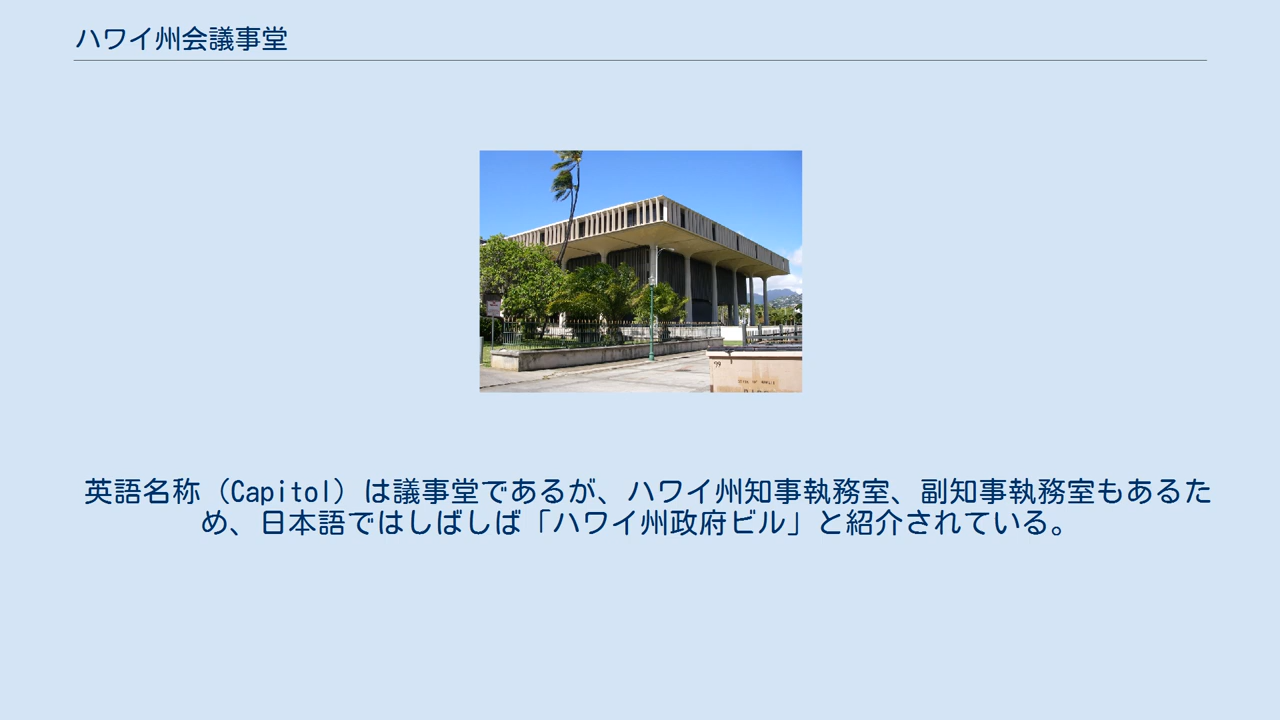 ハワイ州会議事堂
99
英語名称（Capitol）は議事堂であるが、ハワイ州知事執務室、副知事執務室もあるた
め、日本語ではしばしば「ハワイ州政府ビル」と紹介されている。